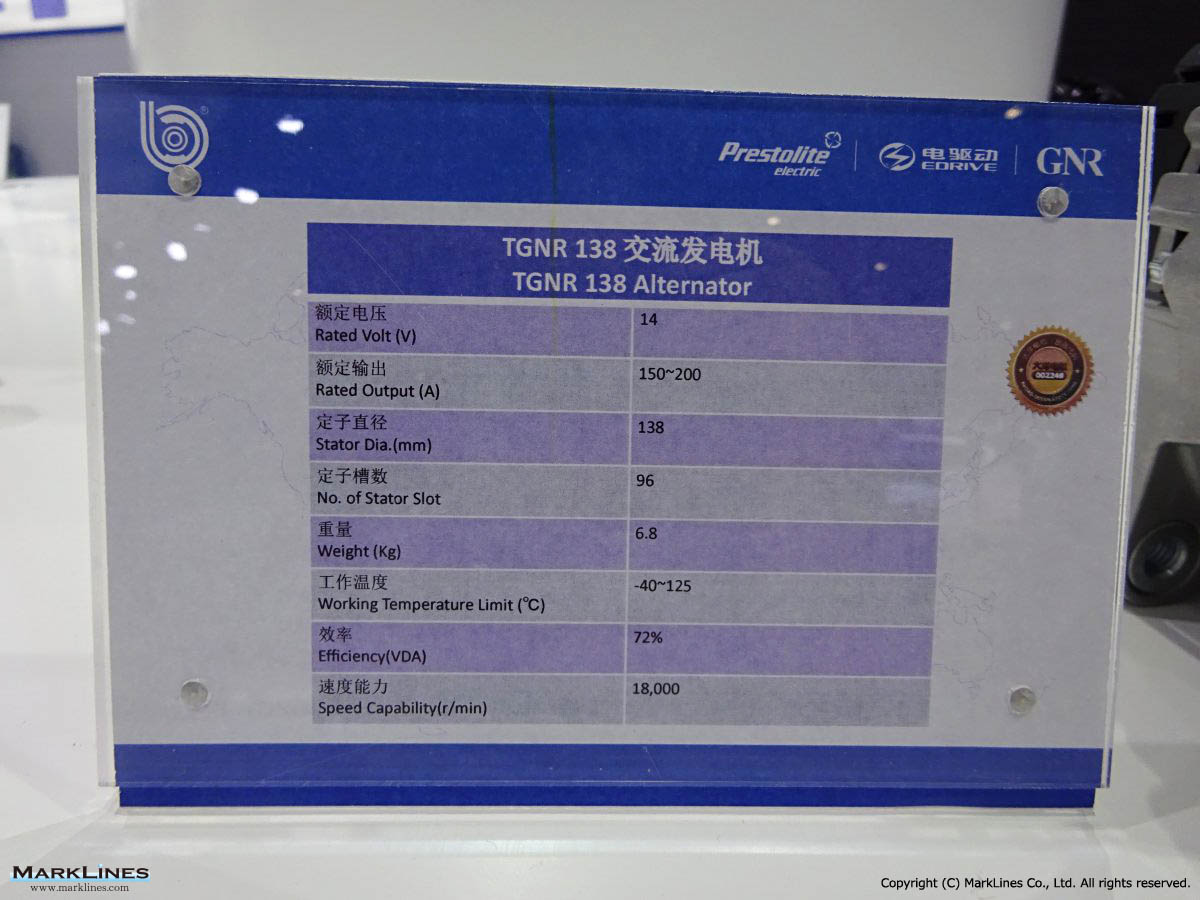 Prestolite
electric
电驱动
EDRIVE
GNR
TGNR 138 交流发电机
TGNR 138 Alternator
额定电压
Rated Volt (V)
14
额定输出
Rated Output (A)
150~200
定子直径
Stator Dia.(mm)
138
定子槽数
No. of Stator Slot
96
重量
Weight (Kg)
6.8
工作温度
Working Temperature Limit (℃)
-40~125
效率
Efficiency(VDA)
72%
速度能力
Speed Capability(r/min)
18,000
MARKLINES
www.marklines.com
Copyright (C) MarkLines Co., Ltd. All rights reserved.